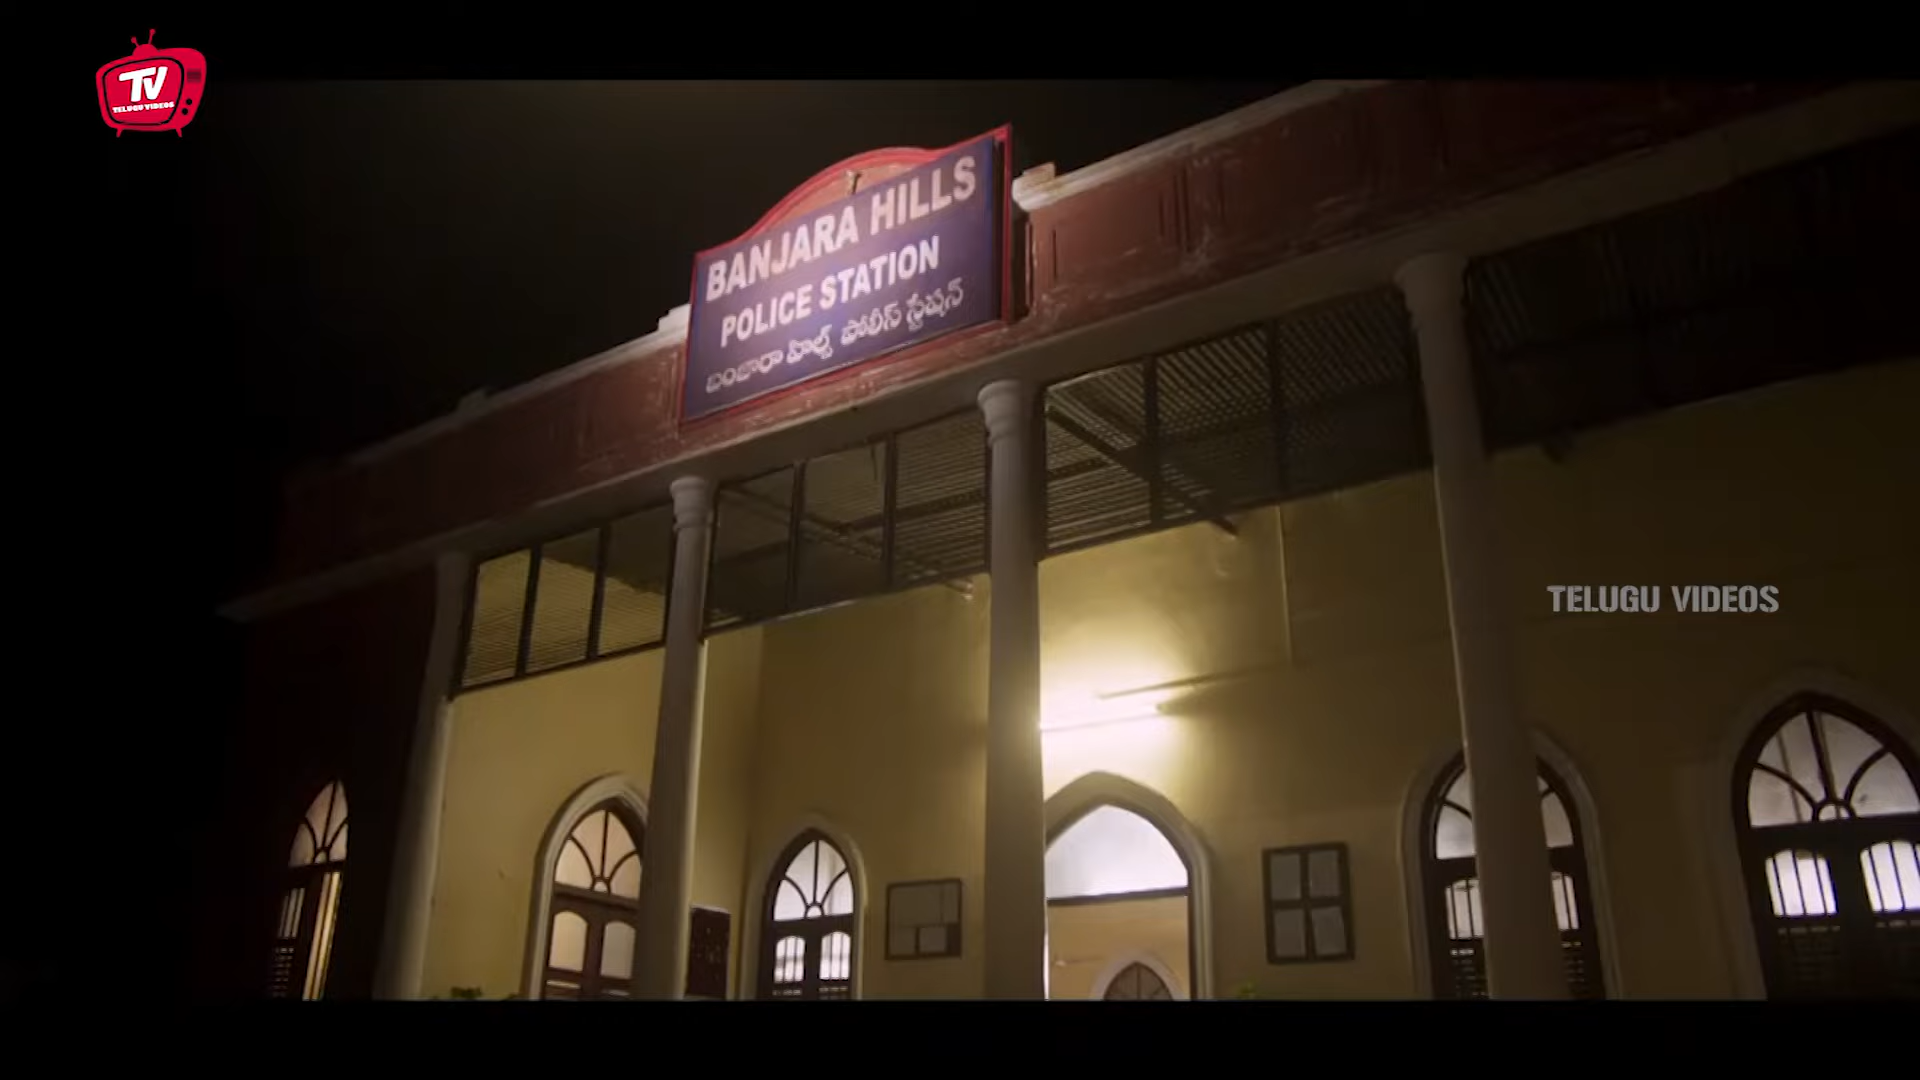 TV
TELUGU VIDEOS
BANJARA HILLS
POLICE STATION
బంజారా హిల్స్ పోలీస్ స్టేషన్
TELUGU VIDEOS